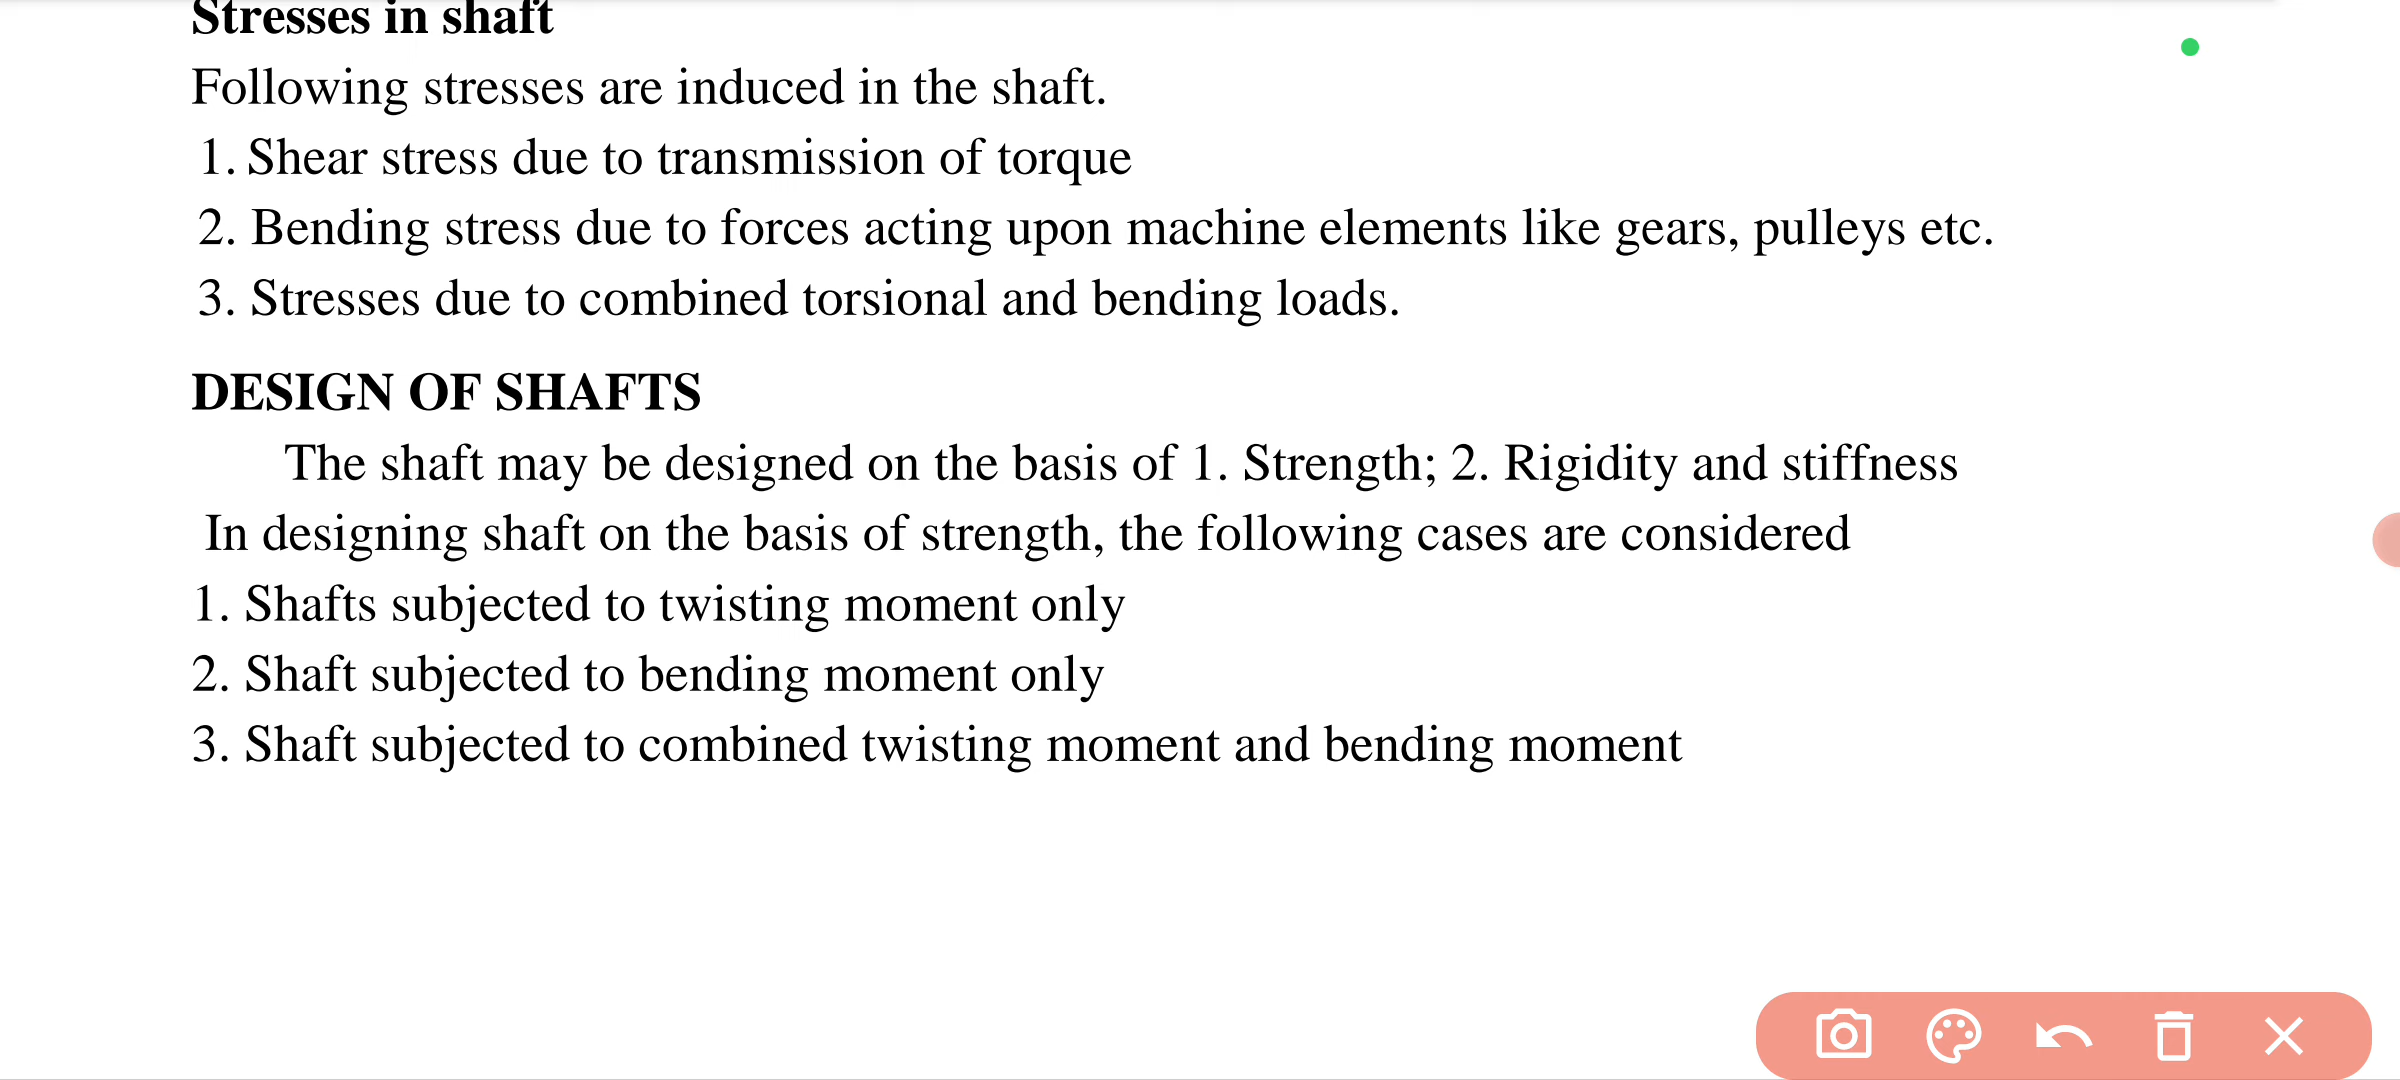 Stresses in shaft
Following stresses are induced in the shaft.
1. Shear stress due to transmission of torque
2. Bending stress due to forces acting upon machine elements like gears, pulleys etc.
3. Stresses due to combined torsional and bending loads.
DESIGN OF SHAFTS
The shaft may be designed on the basis of 1. Strength; 2. Rigidity and stiffness
In designing shaft on the basis of strength, the following cases are considered
1. Shafts subjected to twisting moment only
2. Shaft subjected to bending moment only
3. Shaft subjected to combined twisting moment and bending moment